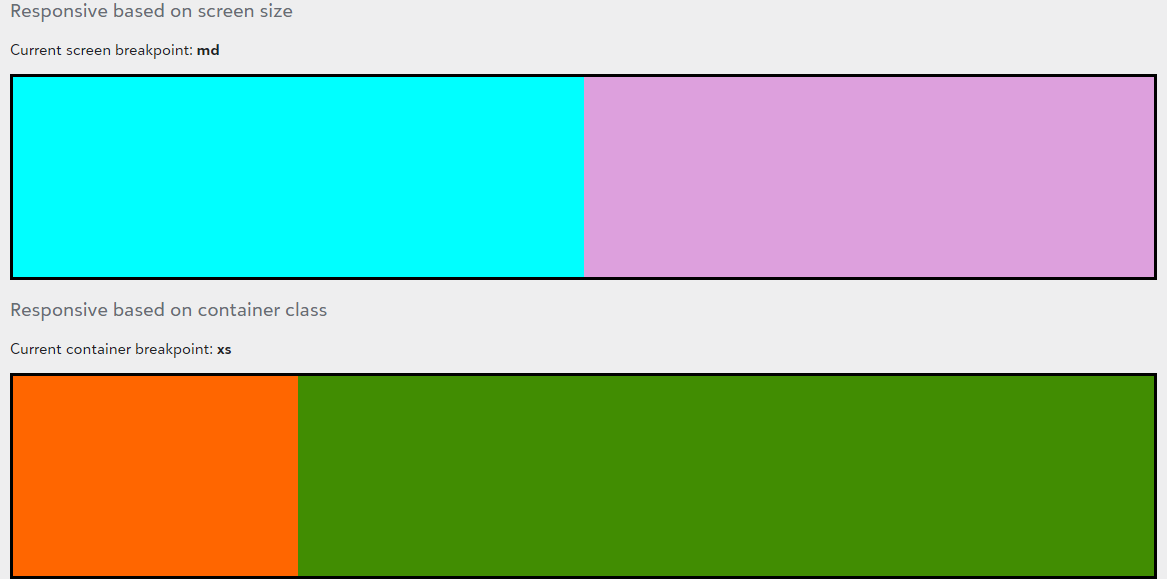 Responsive based on screen size
Current screen breakpoint: md
Responsive based on container class
Current container breakpoint: xs